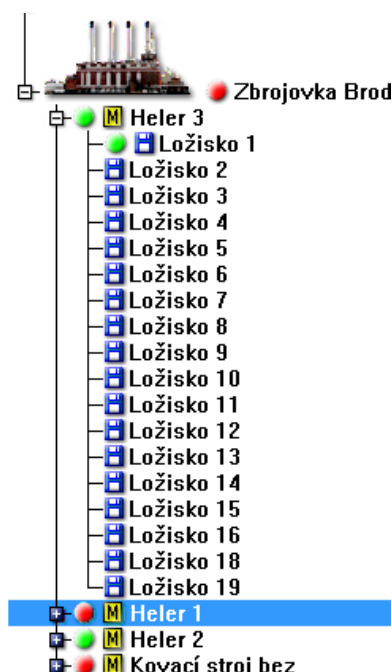 Zbrojovka Brod
M Heler 3
Ložisko 1
Ložisko 2
Ložisko 3
Ložisko 4
Ložisko 5
Ložisko 6
Ložisko 7
Ložisko 8
Ložisko 9
Ložisko 10
Ložisko 11
Ložisko 12
Ložisko 13
Ložisko 14
Ložisko 15
Ložisko 16
Ložisko 18
Ložisko 19
M Heler 1
M Heler 2
M Kovací stroj bez